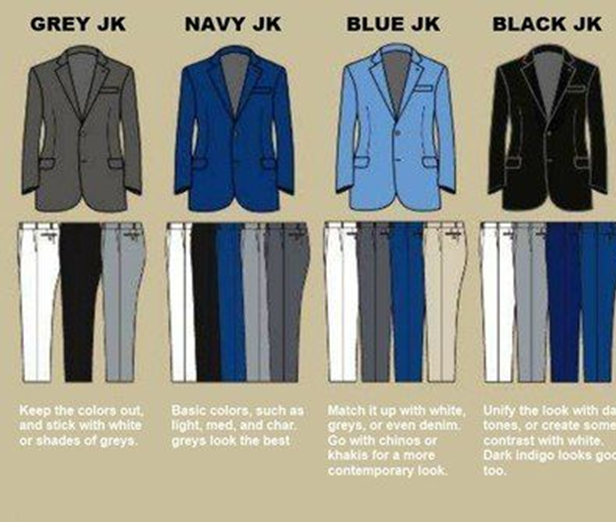 GREY JK
NAVY JK
BLUE JK
BLACK JK
Keep the colors out,
and stick with white
or shades of greys.
Basic colors, such as
light, med, and char.
greys look the best
Match it up with white,
greys, or even denim.
Go with chinos or
khakis for a more
contemporary look.
Unify the look with
tones, or create some
contrast with white.
Dark indigo looks
too.